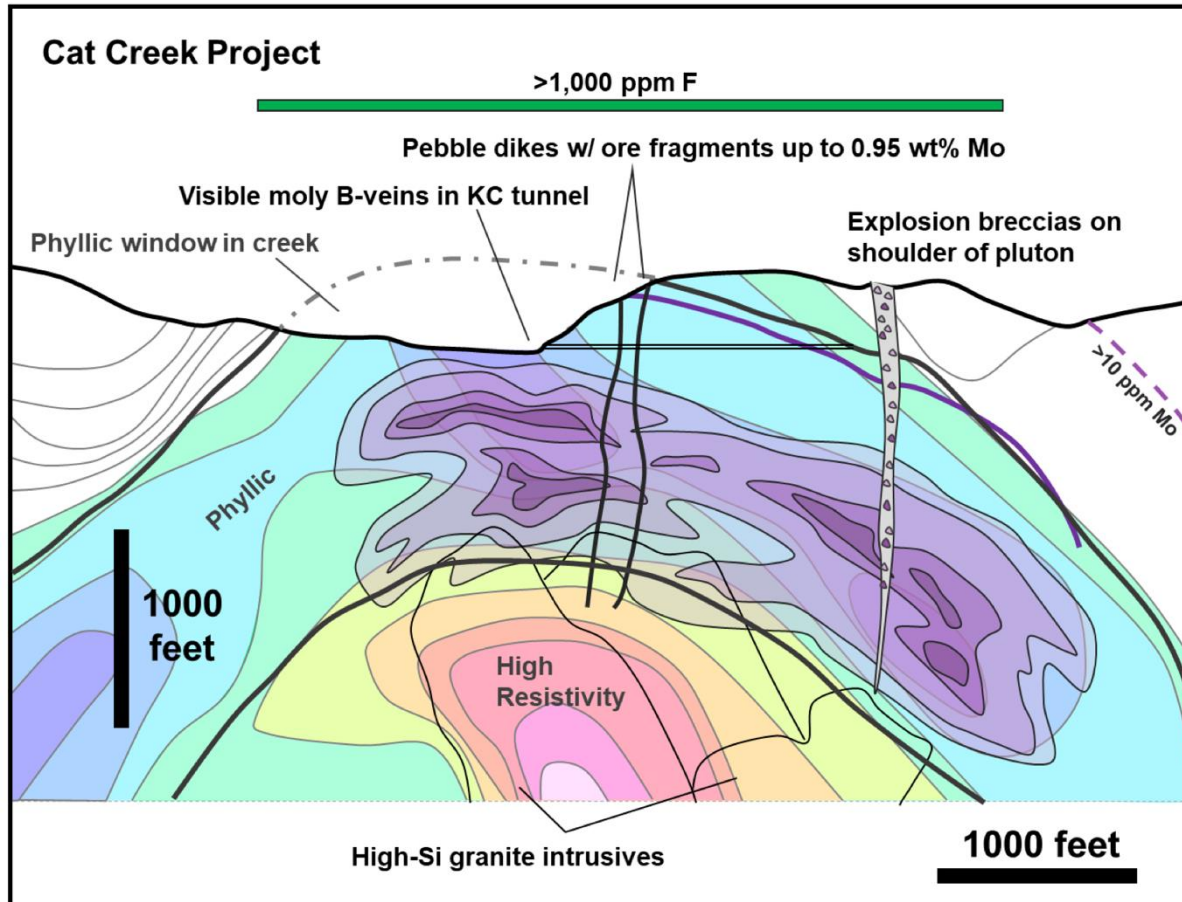 Cat Creek Project
>1,000 ppm F
Pebble dikes w/ ore fragments up to 0.95 wt% Mo
Visible moly B-veins in KC tunnel
Phyllic window in creek
Explosion breccias on
shoulder of pluton
>10 ppm Mo
Phyllic
1000
feet
High
Resistivity
High-Si granite intrusives
1000 feet